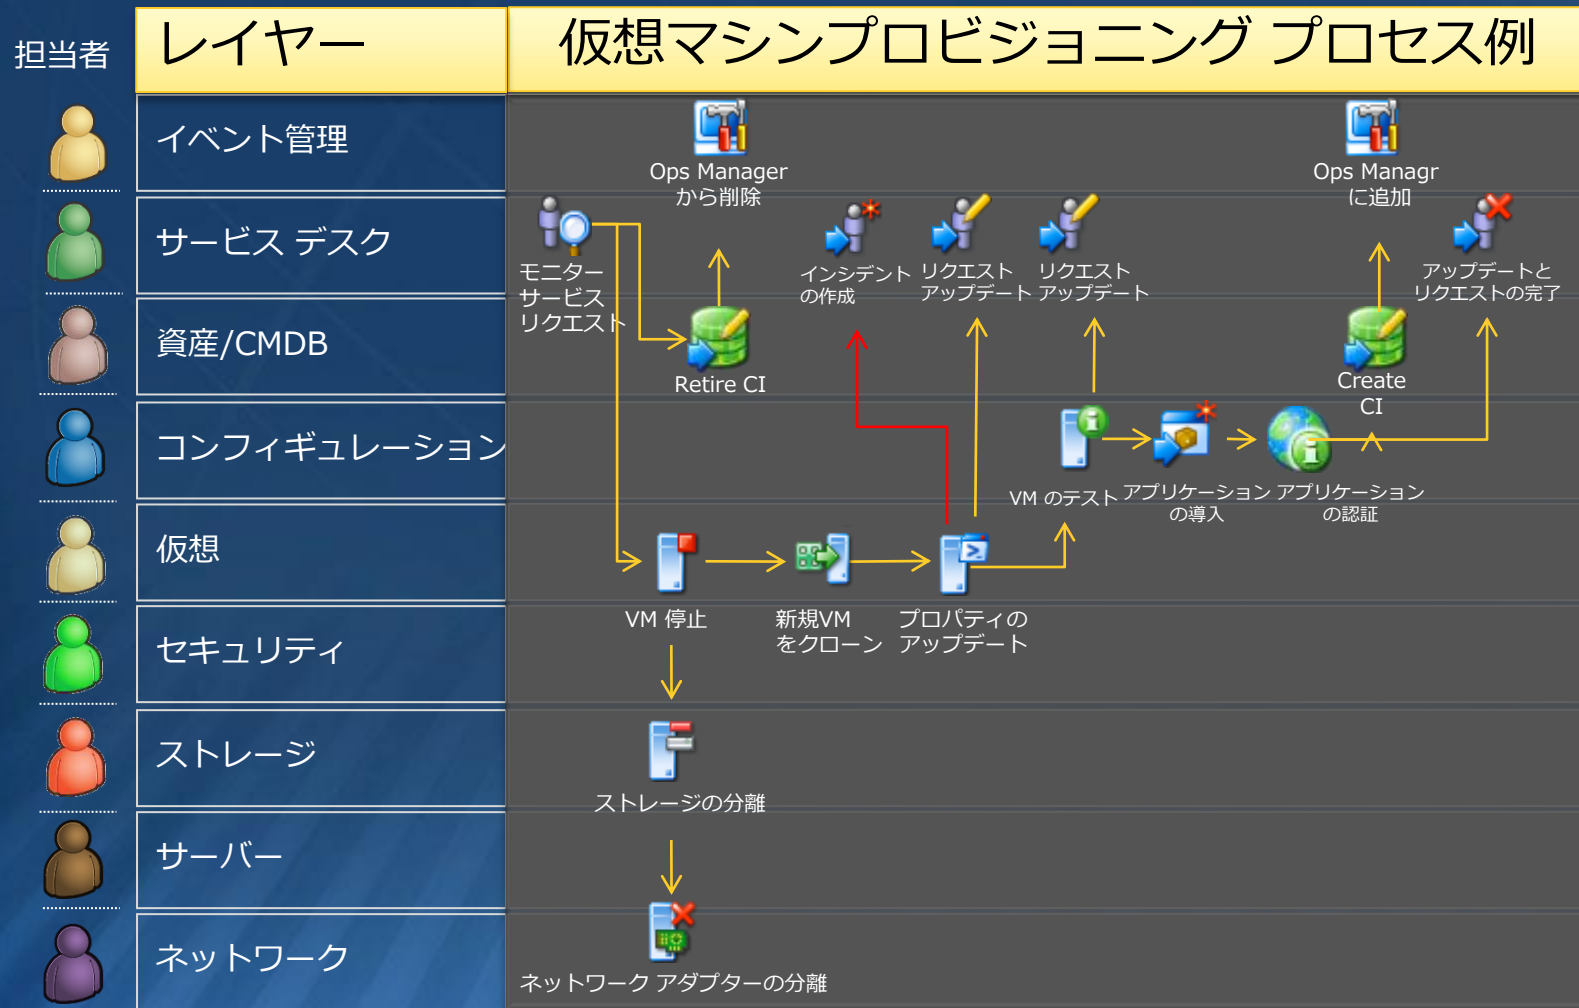 担当者
レイヤー
仮想マシンプロビジョニング プロセス例
イベント管理
Ops Manager
から削除
Ops Managr
に追加
サービス デスク
モニター
サービス
リクエスト
インシデント
の作成
リクエスト
アップデート
リクエスト
アップデート
アップデートと
リクエストの完了
資産/CMDB
Retire CI
Create
CI
コンフィギュレーション
VM のテスト
アプリケーション
の導入
アプリケーション
の認証
仮想
VM 停止
新規VM
をクローン
プロパティの
アップデート
セキュリティ
ストレージ
ストレージの分離
サーバー
ネットワーク
ネットワーク アダプターの分離